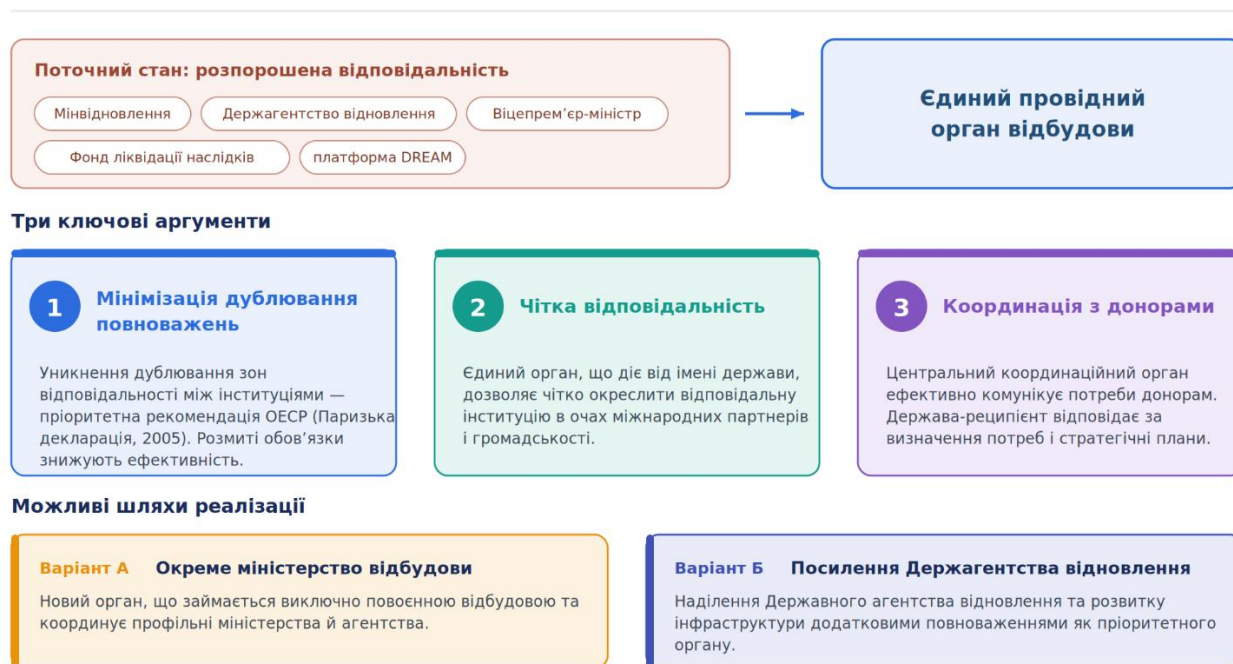 Поточний стан: розпорошена відповідальність
Мінвідновлення
Держагентство відновлення
Віцепрем’єр-міністр
Фонд ліквідації наслідків
платформа DREAM
Єдиний провідний
орган відбудови
Три ключові аргументи
1
Мінімізація дублювання
повноважень
Уникнення дублювання зон
відповідальності між інституціями —
пріоритетна рекомендація ОЕСР (Паризька
декларація, 2005). Розмиті обов’язки
знижують ефективність.
2
Чітка відповідальність
Єдиний орган, що діє від імені держави,
дозволяє чітко окреслити відповідальну
інституцію в очах міжнародних партнерів
і громадськості.
3
Координація з донорами
Центральний координаційний орган
ефективно комунікує потреби донорам.
Держава-реципієнт відповідає за
визначення потреб і стратегічні плани.
Можливі шляхи реалізації
Варіант А Окреме міністерство відбудови
Новий орган, що займається виключно повоєнною відбудовою та
координує профільні міністерства й агентства.
Варіант Б Посилення Держагентства відновлення
Наділення Державного агентства відновлення та розвитку
інфраструктури додатковими повноваженнями як пріоритетного
органу.